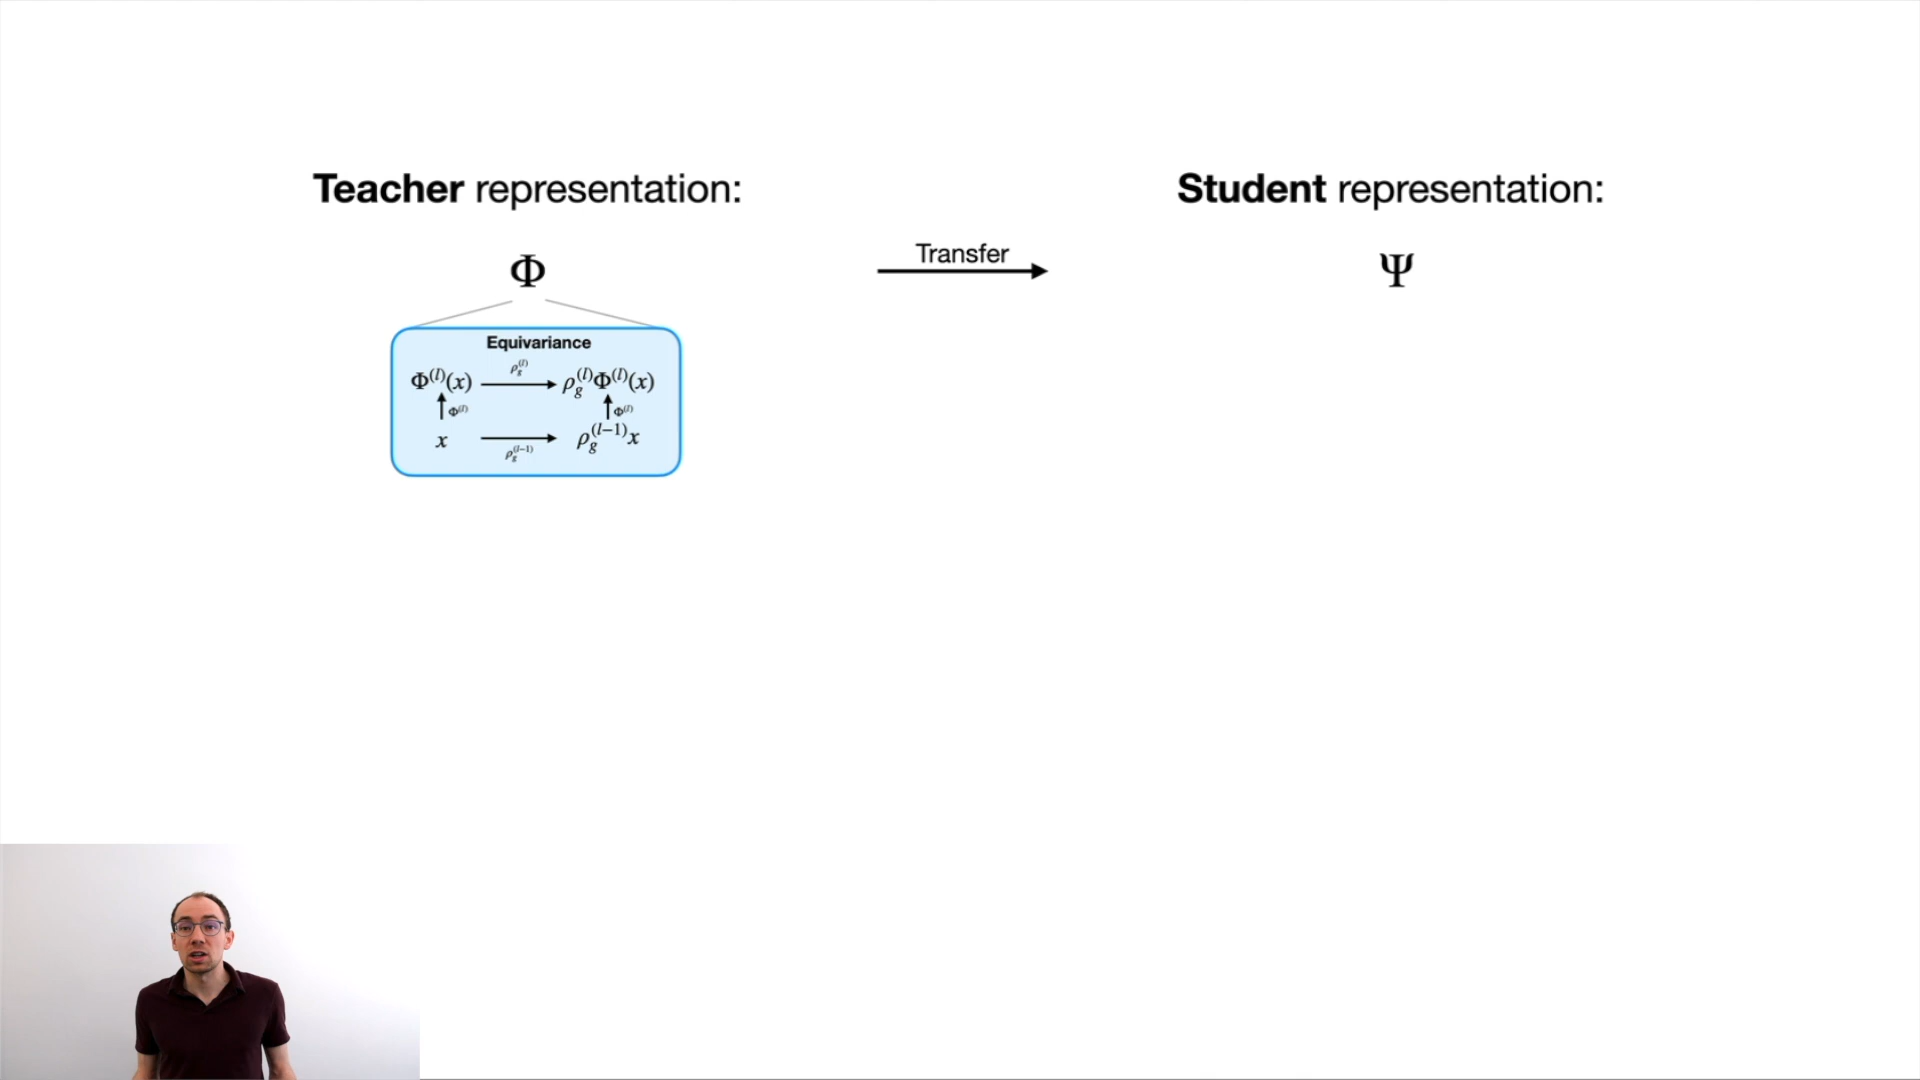 Teacher representation:
Student representation:
Transfer
Φ
Ψ
Equivariance
ρ_g^(l)
Φ^(l)(x) ρ_g^(l)Φ^(l)(x)
Φ^(l) Φ^(l)
x ρ_g^(l−1)x
ρ_g^(l−1)